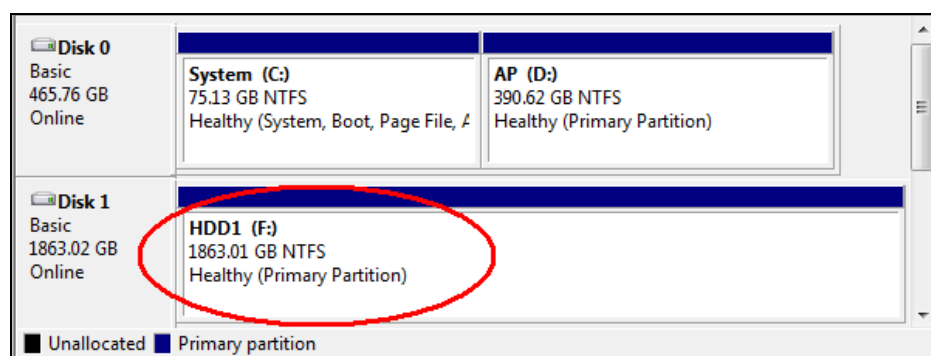 Disk 0
Basic
465.76 GB
Online
System (C:)
75.13 GB NTFS
Healthy (System, Boot, Page File, A
AP (D:)
390.62 GB NTFS
Healthy (Primary Partition)
Disk 1
Basic
1863.02 GB
Online
HDD1 (F:)
1863.01 GB NTFS
Healthy (Primary Partition)
Unallocated Primary partition